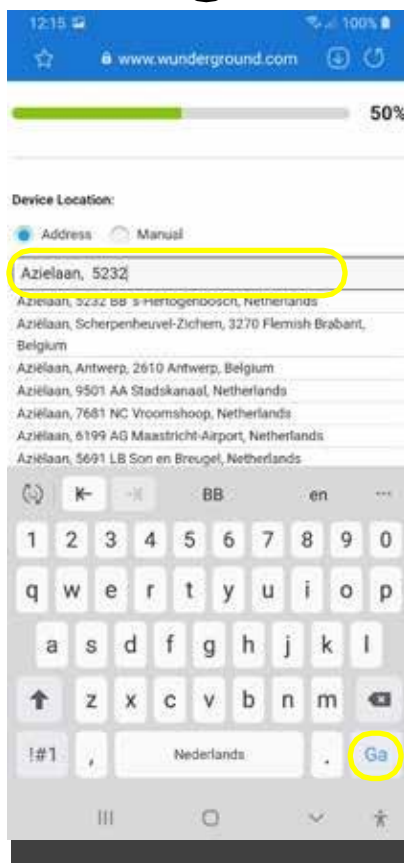 12:15 100%
www.wunderground.com
50%
Device Location:
Address Manual
Azielaan, 5232
Azielaan, 5232 BB 's-Hertogenbosch, Netherlands
Aziëlaan, Scherpenheuvel-Zichem, 3270 Flemish Brabant,
Belgium
Aziëlaan, Antwerp, 2610 Antwerp, Belgium
Aziëlaan, 9501 AA Stadskanaal, Netherlands
Aziëlaan, 7681 NC Vroomshoop, Netherlands
Aziëlaan, 6199 AG Maastricht-Airport, Netherlands
Aziëlaan, 5691 LB Son en Breugel, Netherlands
BB en ...
1 2 3 4 5 6 7 8 9 0
q w e r t y u i o p
a s d f g h j k l
z x c v b n m
!#1 , Nederlands . Ga